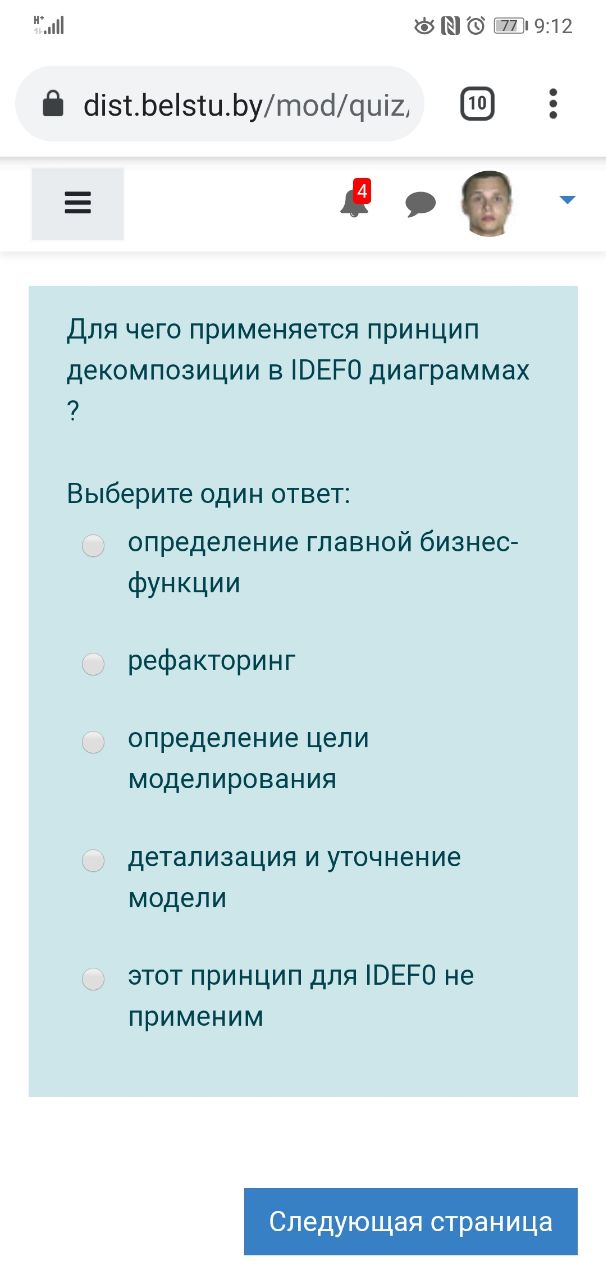 H+
77 9:12
dist.belstu.by/mod/quiz,
10
4
Для чего применяется принцип
декомпозиции в IDEF0 диаграммах
?
Выберите один ответ:
определение главной бизнес-
функции
рефакторинг
определение цели
моделирования
детализация и уточнение
модели
этот принцип для IDEF0 не
применим
Следующая страница